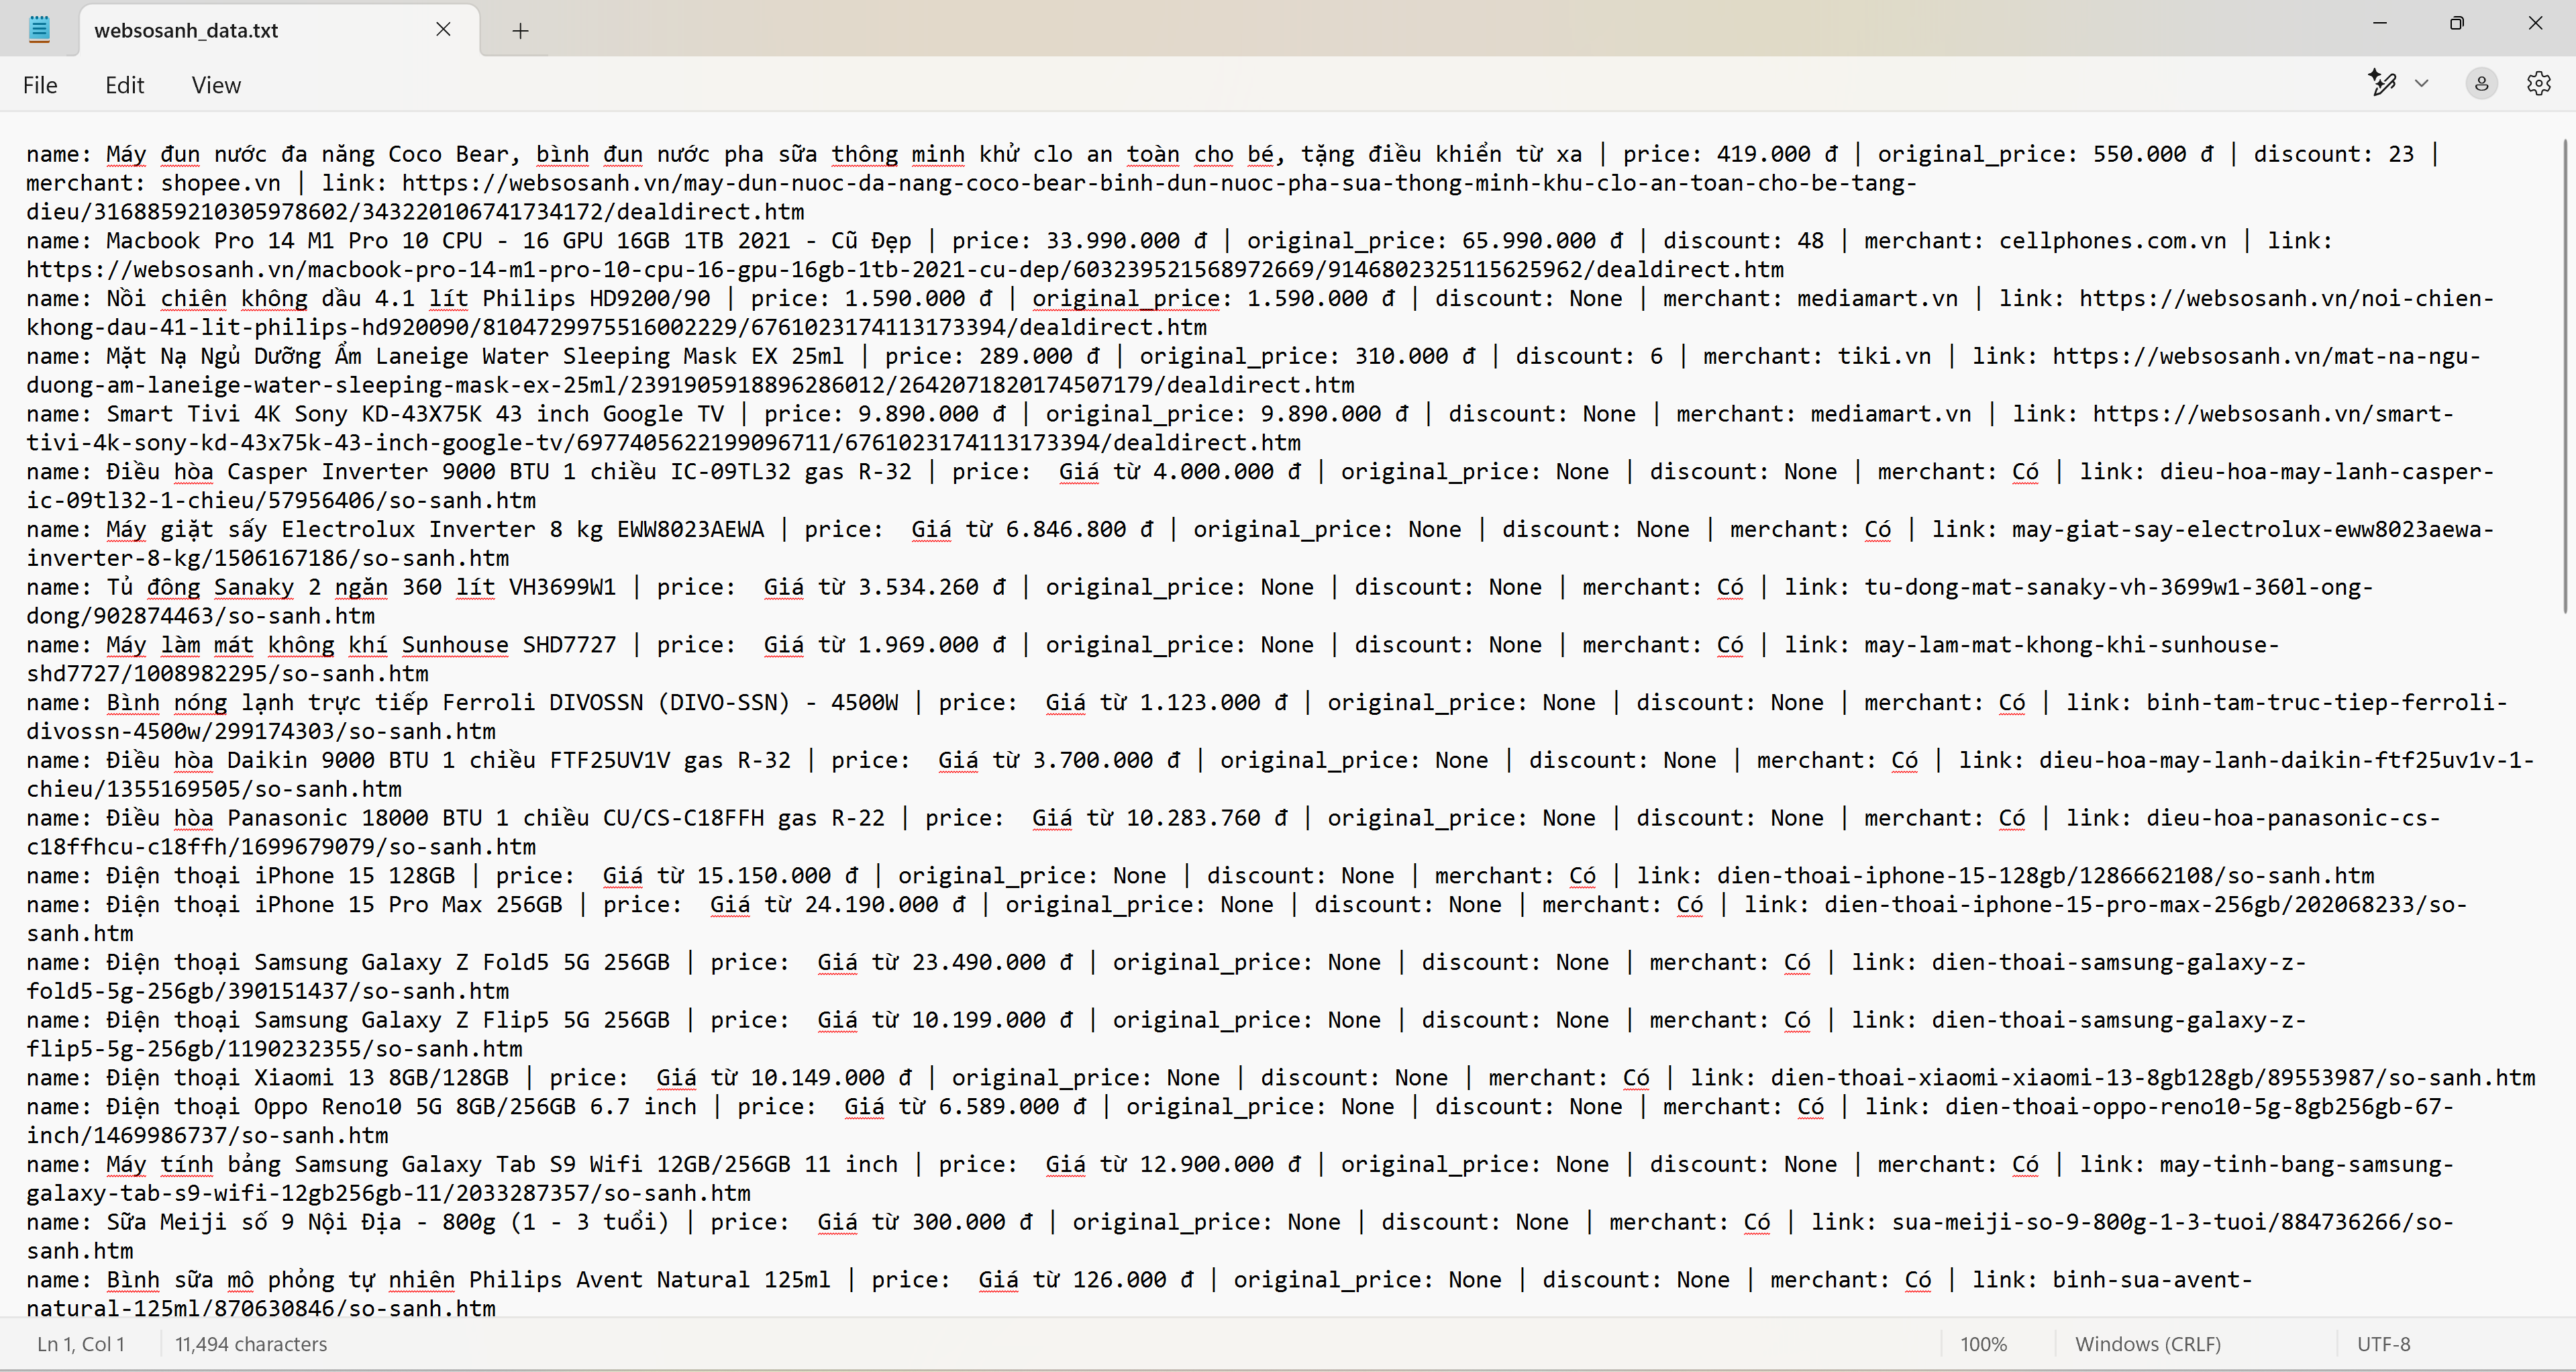 websosanh_data.txt
File Edit View
name: Máy đun nước đa năng Coco Bear, bình đun nước pha sữa thông minh khử clo an toàn cho bé, tặng điều khiển từ xa | price: 419.000 đ | original_price: 550.000 đ | discount: 23 |
merchant: shopee.vn | link: https://websosanh.vn/may-dun-nuoc-da-nang-coco-bear-binh-dun-nuoc-pha-sua-thong-minh-khu-clo-an-toan-cho-be-tang-
dieu/3168859210305978602/343220106741734172/dealdirect.htm
name: Macbook Pro 14 M1 Pro 10 CPU - 16 GPU 16GB 1TB 2021 - Cũ Đẹp | price: 33.990.000 đ | original_price: 65.990.000 đ | discount: 48 | merchant: cellphones.com.vn | link:
https://websosanh.vn/macbook-pro-14-m1-pro-10-cpu-16-gpu-16gb-1tb-2021-cu-dep/603239521568972669/9146802325115625962/dealdirect.htm
name: Nồi chiên không dầu 4.1 lít Philips HD9200/90 | price: 1.590.000 đ | original_price: 1.590.000 đ | discount: None | merchant: mediamart.vn | link: https://websosanh.vn/noi-chien-
khong-dau-41-lit-philips-hd920090/8104729975516002229/6761023174113173394/dealdirect.htm
name: Mặt Nạ Ngủ Dưỡng Ẩm Laneige Water Sleeping Mask EX 25ml | price: 289.000 đ | original_price: 310.000 đ | discount: 6 | merchant: tiki.vn | link: https://websosanh.vn/mat-na-ngu-
duong-am-laneige-water-sleeping-mask-ex-25ml/2391905918896286012/2642071820174507179/dealdirect.htm
name: Smart Tivi 4K Sony KD-43X75K 43 inch Google TV | price: 9.890.000 đ | original_price: 9.890.000 đ | discount: None | merchant: mediamart.vn | link: https://websosanh.vn/smart-
tivi-4k-sony-kd-43x75k-43-inch-google-tv/6977405622199096711/6761023174113173394/dealdirect.htm
name: Điều hòa Casper Inverter 9000 BTU 1 chiều IC-09TL32 gas R-32 | price:  Giá từ 4.000.000 đ | original_price: None | discount: None | merchant: Có | link: dieu-hoa-may-lanh-casper-
ic-09tl32-1-chieu/57956406/so-sanh.htm
name: Máy giặt sấy Electrolux Inverter 8 kg EWW8023AEWA | price:  Giá từ 6.846.800 đ | original_price: None | discount: None | merchant: Có | link: may-giat-say-electrolux-eww8023aewa-
inverter-8-kg/1506167186/so-sanh.htm
name: Tủ đông Sanaky 2 ngăn 360 lít VH3699W1 | price:  Giá từ 3.534.260 đ | original_price: None | discount: None | merchant: Có | link: tu-dong-mat-sanaky-vh-3699w1-360l-ong-
dong/902874463/so-sanh.htm
name: Máy làm mát không khí Sunhouse SHD7727 | price:  Giá từ 1.969.000 đ | original_price: None | discount: None | merchant: Có | link: may-lam-mat-khong-khi-sunhouse-
shd7727/1008982295/so-sanh.htm
name: Bình nóng lạnh trực tiếp Ferroli DIVOSSN (DIVO-SSN) - 4500W | price:  Giá từ 1.123.000 đ | original_price: None | discount: None | merchant: Có | link: binh-tam-truc-tiep-ferroli-
divossn-4500w/299174303/so-sanh.htm
name: Điều hòa Daikin 9000 BTU 1 chiều FTF25UV1V gas R-32 | price:  Giá từ 3.700.000 đ | original_price: None | discount: None | merchant: Có | link: dieu-hoa-may-lanh-daikin-ftf25uv1v-1-
chieu/1355169505/so-sanh.htm
name: Điều hòa Panasonic 18000 BTU 1 chiều CU/CS-C18FFH gas R-22 | price:  Giá từ 10.283.760 đ | original_price: None | discount: None | merchant: Có | link: dieu-hoa-panasonic-cs-
c18ffhcu-c18ffh/1699679079/so-sanh.htm
name: Điện thoại iPhone 15 128GB | price:  Giá từ 15.150.000 đ | original_price: None | discount: None | merchant: Có | link: dien-thoai-iphone-15-128gb/1286662108/so-sanh.htm
name: Điện thoại iPhone 15 Pro Max 256GB | price:  Giá từ 24.190.000 đ | original_price: None | discount: None | merchant: Có | link: dien-thoai-iphone-15-pro-max-256gb/202068233/so-
sanh.htm
name: Điện thoại Samsung Galaxy Z Fold5 5G 256GB | price:  Giá từ 23.490.000 đ | original_price: None | discount: None | merchant: Có | link: dien-thoai-samsung-galaxy-z-
fold5-5g-256gb/390151437/so-sanh.htm
name: Điện thoại Samsung Galaxy Z Flip5 5G 256GB | price:  Giá từ 10.199.000 đ | original_price: None | discount: None | merchant: Có | link: dien-thoai-samsung-galaxy-z-
flip5-5g-256gb/1190232355/so-sanh.htm
name: Điện thoại Xiaomi 13 8GB/128GB | price:  Giá từ 10.149.000 đ | original_price: None | discount: None | merchant: Có | link: dien-thoai-xiaomi-xiaomi-13-8gb128gb/89553987/so-sanh.htm
name: Điện thoại Oppo Reno10 5G 8GB/256GB 6.7 inch | price:  Giá từ 6.589.000 đ | original_price: None | discount: None | merchant: Có | link: dien-thoai-oppo-reno10-5g-8gb256gb-67-
inch/1469986737/so-sanh.htm
name: Máy tính bảng Samsung Galaxy Tab S9 Wifi 12GB/256GB 11 inch | price:  Giá từ 12.900.000 đ | original_price: None | discount: None | merchant: Có | link: may-tinh-bang-samsung-
galaxy-tab-s9-wifi-12gb256gb-11/2033287357/so-sanh.htm
name: Sữa Meiji số 9 Nội Địa - 800g (1 - 3 tuổi) | price:  Giá từ 300.000 đ | original_price: None | discount: None | merchant: Có | link: sua-meiji-so-9-800g-1-3-tuoi/884736266/so-
sanh.htm
name: Bình sữa mô phỏng tự nhiên Philips Avent Natural 125ml | price:  Giá từ 126.000 đ | original_price: None | discount: None | merchant: Có | link: binh-sua-avent-
natural-125ml/870630846/so-sanh.htm
Ln 1, Col 1 11,494 characters 100% Windows (CRLF) UTF-8